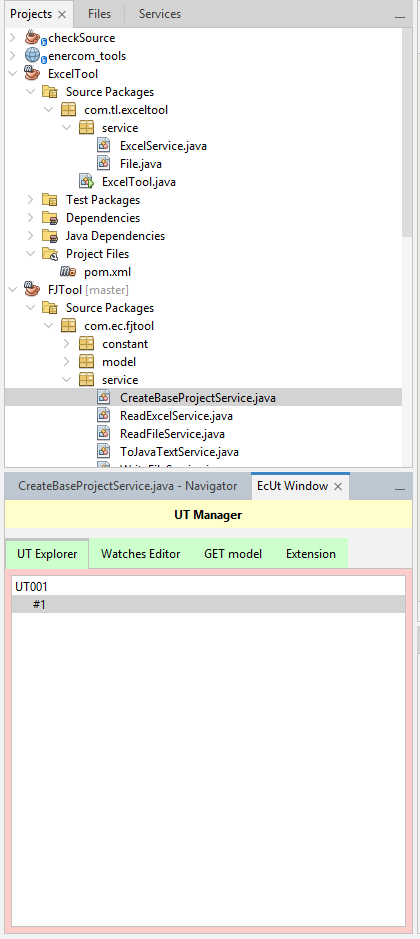 Projects
Files
Services
checkSource
enercom_tools
ExcelTool
Source Packages
com.tl.exceltool
service
ExcelService.java
File.java
ExcelTool.java
Test Packages
Dependencies
Java Dependencies
Project Files
pom.xml
FJTool [master]
Source Packages
com.ec.fjtool
constant
model
service
CreateBaseProjectService.java
ReadExcelService.java
ReadFileService.java
ToJavaTextService.java
CreateBaseProjectService.java - Navigator
EcUt Window
UT Manager
UT Explorer
Watches Editor
GET model
Extension
UT001
#1